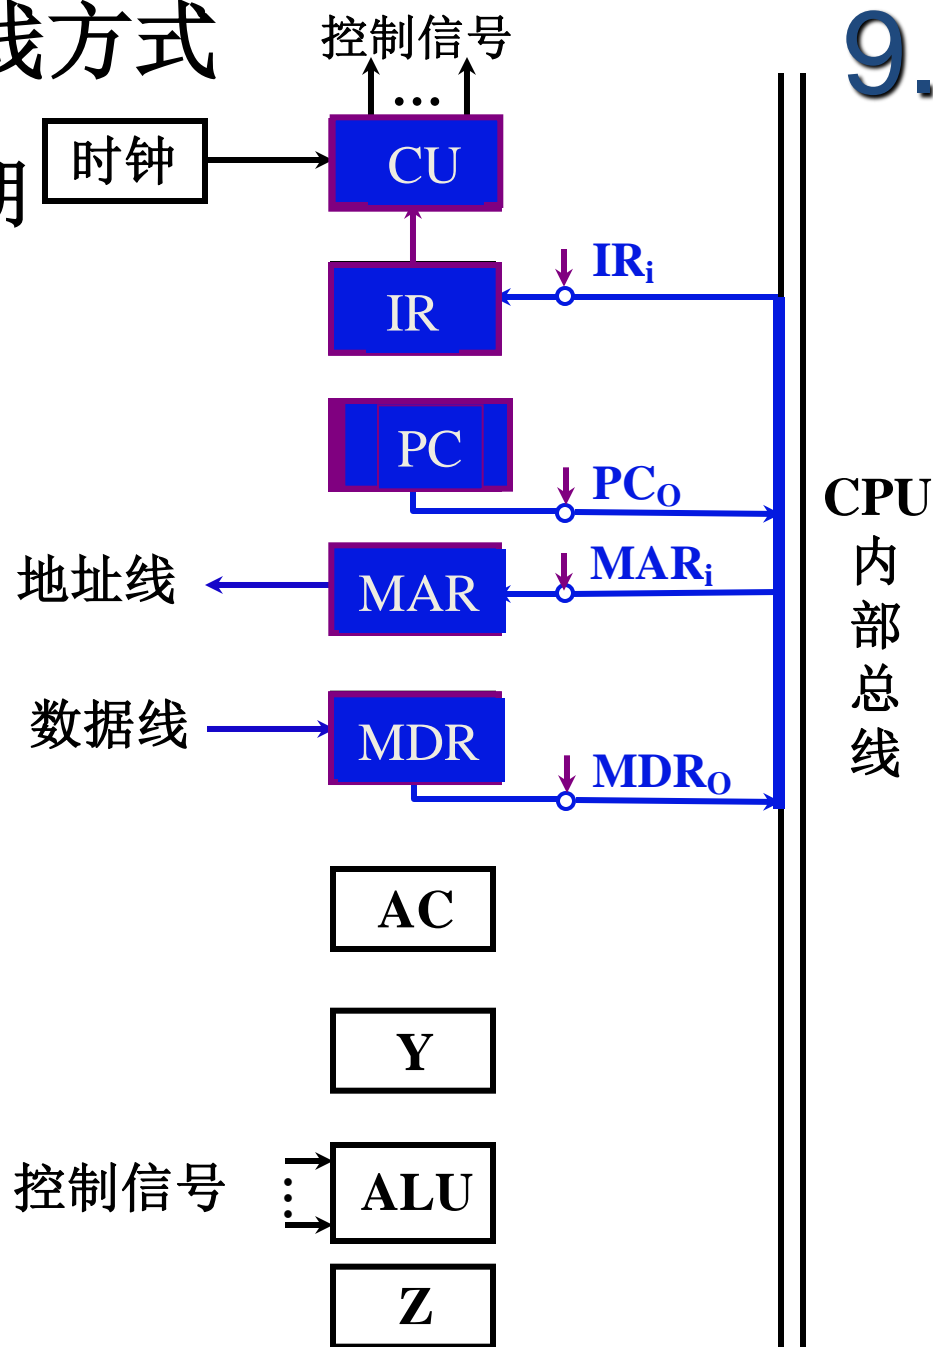 线方式
9.
控制信号
…
时钟
CU
期
IRᵢ
IR
PC
PCO
CPU
内
部
总
线
地址线
MAR
MARᵢ
数据线
MDR
MDRO
AC
Y
控制信号
ALU
Z